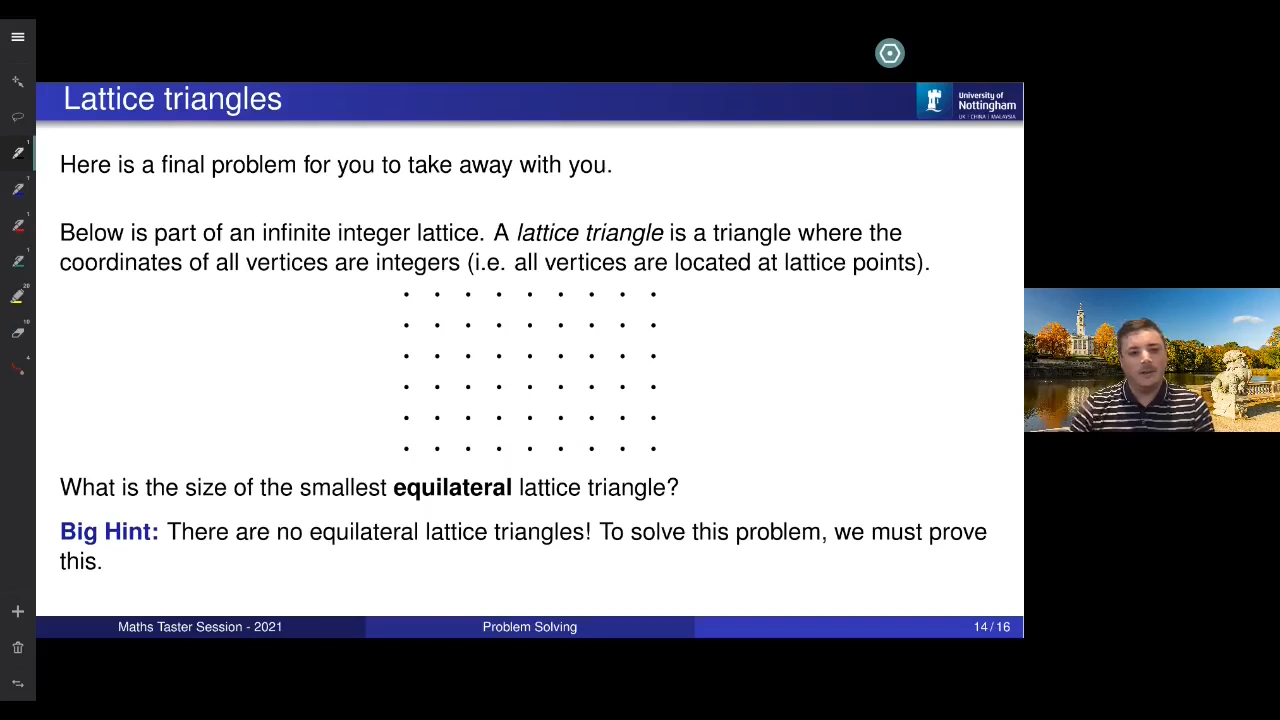 Lattice triangles
University of
Nottingham
UK | CHINA | MALAYSIA
Here is a final problem for you to take away with you.
Below is part of an infinite integer lattice. A lattice triangle is a triangle where the
coordinates of all vertices are integers (i.e. all vertices are located at lattice points).
What is the size of the smallest equilateral lattice triangle?
Big Hint: There are no equilateral lattice triangles! To solve this problem, we must prove
this.
Maths Taster Session - 2021
Problem Solving
14 / 16